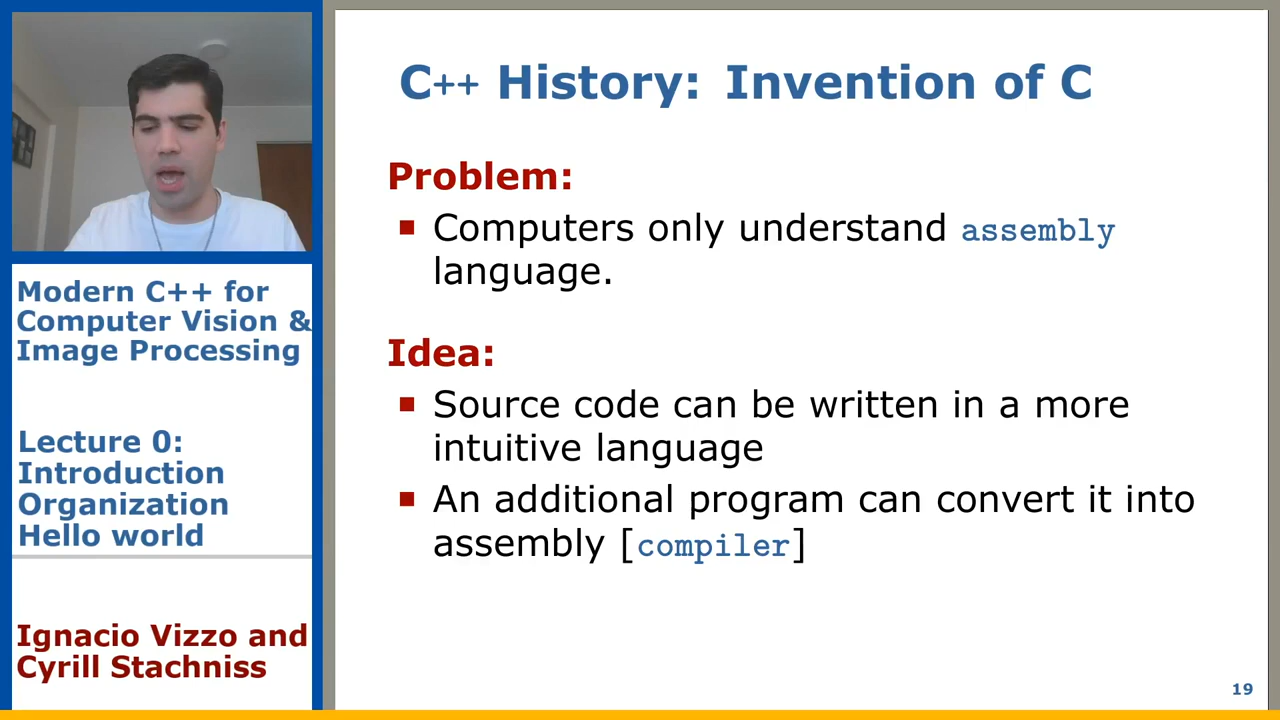 C++ History: Invention of C
Problem:
Computers only understand assembly
language.
Idea:
Source code can be written in a more
intuitive language
An additional program can convert it into
assembly [compiler]
19
Modern C++ for
Computer Vision &
Image Processing
Lecture 0:
Introduction
Organization
Hello world
Ignacio Vizzo and
Cyrill Stachniss